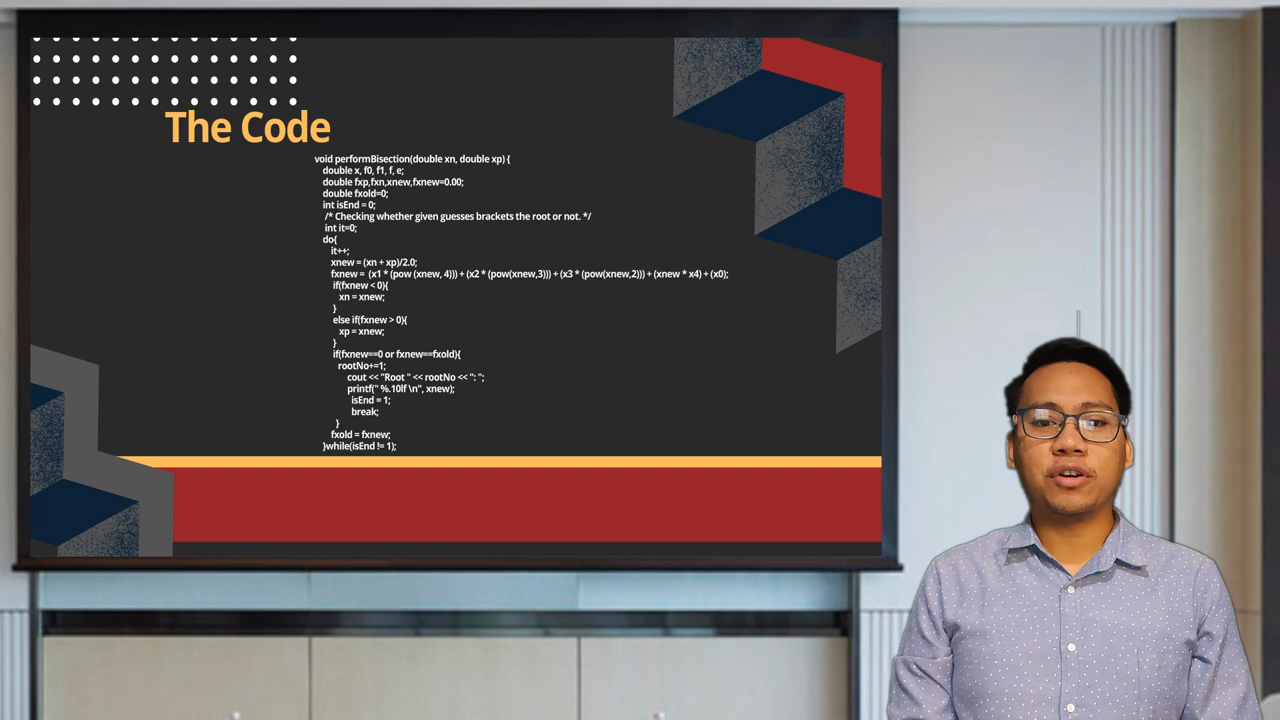 The Code
void performBisection(double xn, double xp) {
double x, f0, f1, f, e;
double fxp,fxn,xnew,fxnew=0.00;
double fxold=0;
int isEnd = 0;
/* Checking whether given guesses brackets the root or not. */
int it=0;
do{
it++;
xnew = (xn + xp)/2.0;
fxnew = (x1 * (pow (xnew, 4))) + (x2 * (pow(xnew,3))) + (x3 * (pow(xnew,2))) + (xnew * x4) + (x0);
if(fxnew < 0){
xn = xnew;
}
else if(fxnew > 0){
xp = xnew;
}
if(fxnew==0 or fxnew==fxold){
rootNo+=1;
cout << "Root " << rootNo << ": ";
printf(" %.10lf \n", xnew);
isEnd = 1;
break;
}
fxold = fxnew;
}while(isEnd != 1);